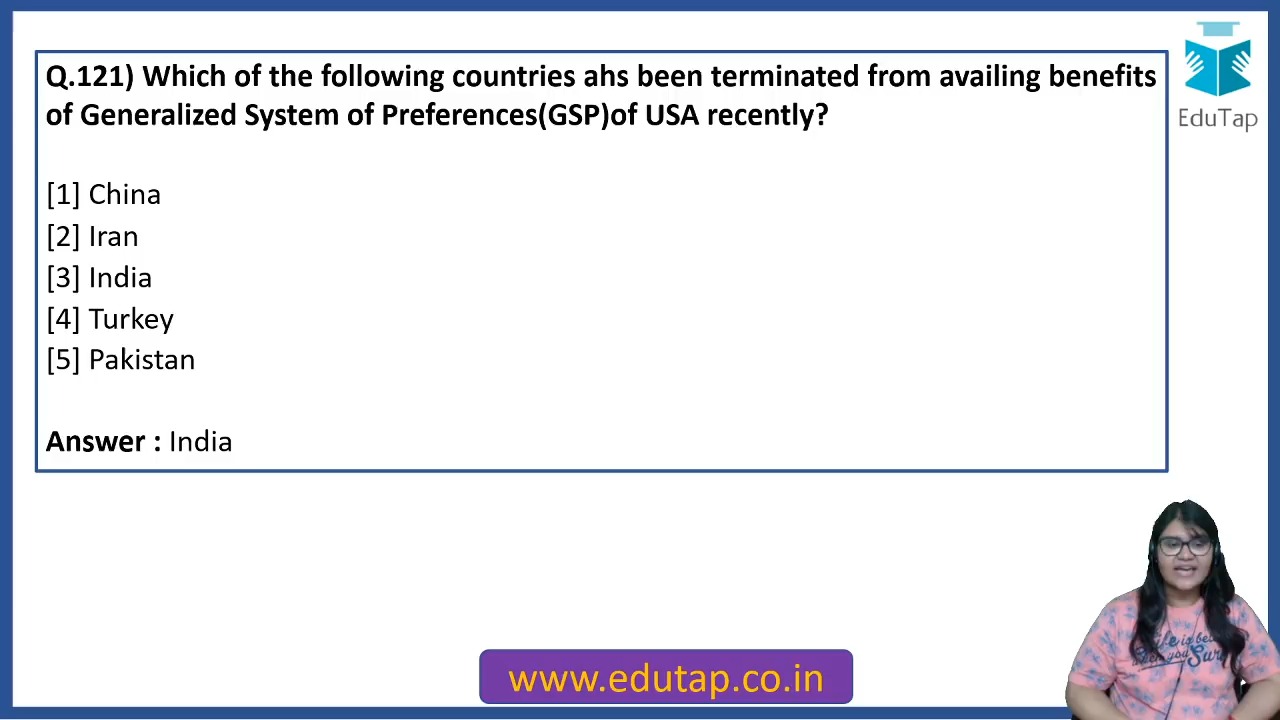 Q.121) Which of the following countries ahs been terminated from availing benefits
of Generalized System of Preferences(GSP)of USA recently?
[1] China
[2] Iran
[3] India
[4] Turkey
[5] Pakistan
Answer : India
EduTap
www.edutap.co.in